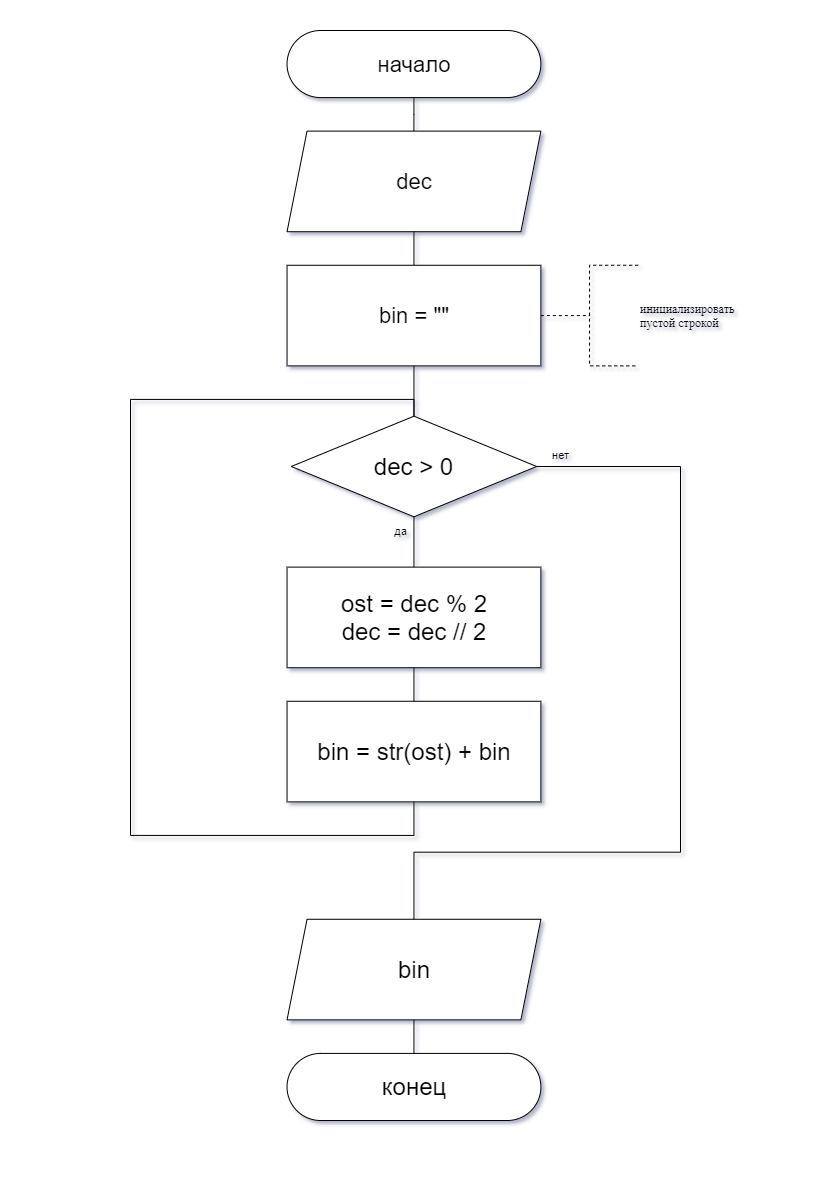 начало
dec
bin = ""
инициализировать
пустой строкой
dec > 0
нет
да
ost = dec % 2
dec = dec // 2
bin = str(ost) + bin
bin
конец